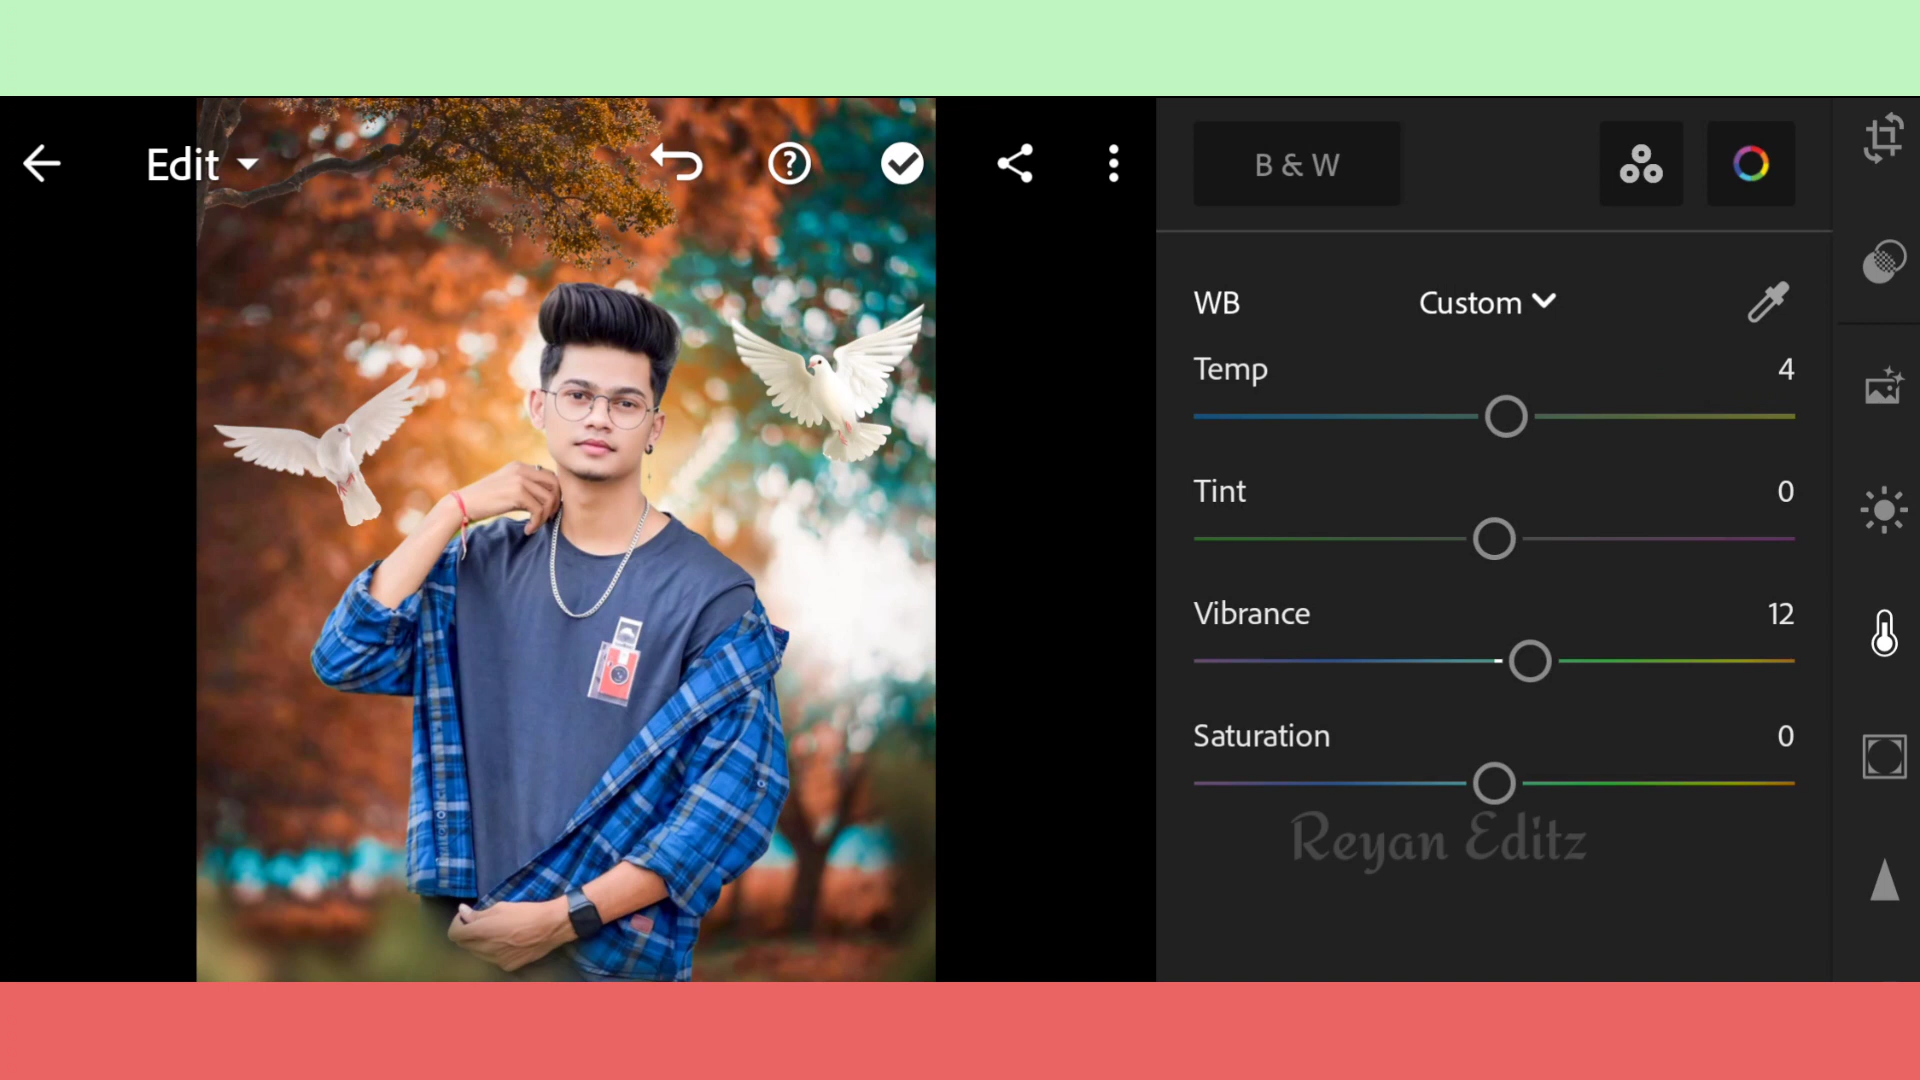 Edit
B & W
WB Custom
Temp 4
Tint 0
Vibrance 12
Saturation 0
Reyan Editz